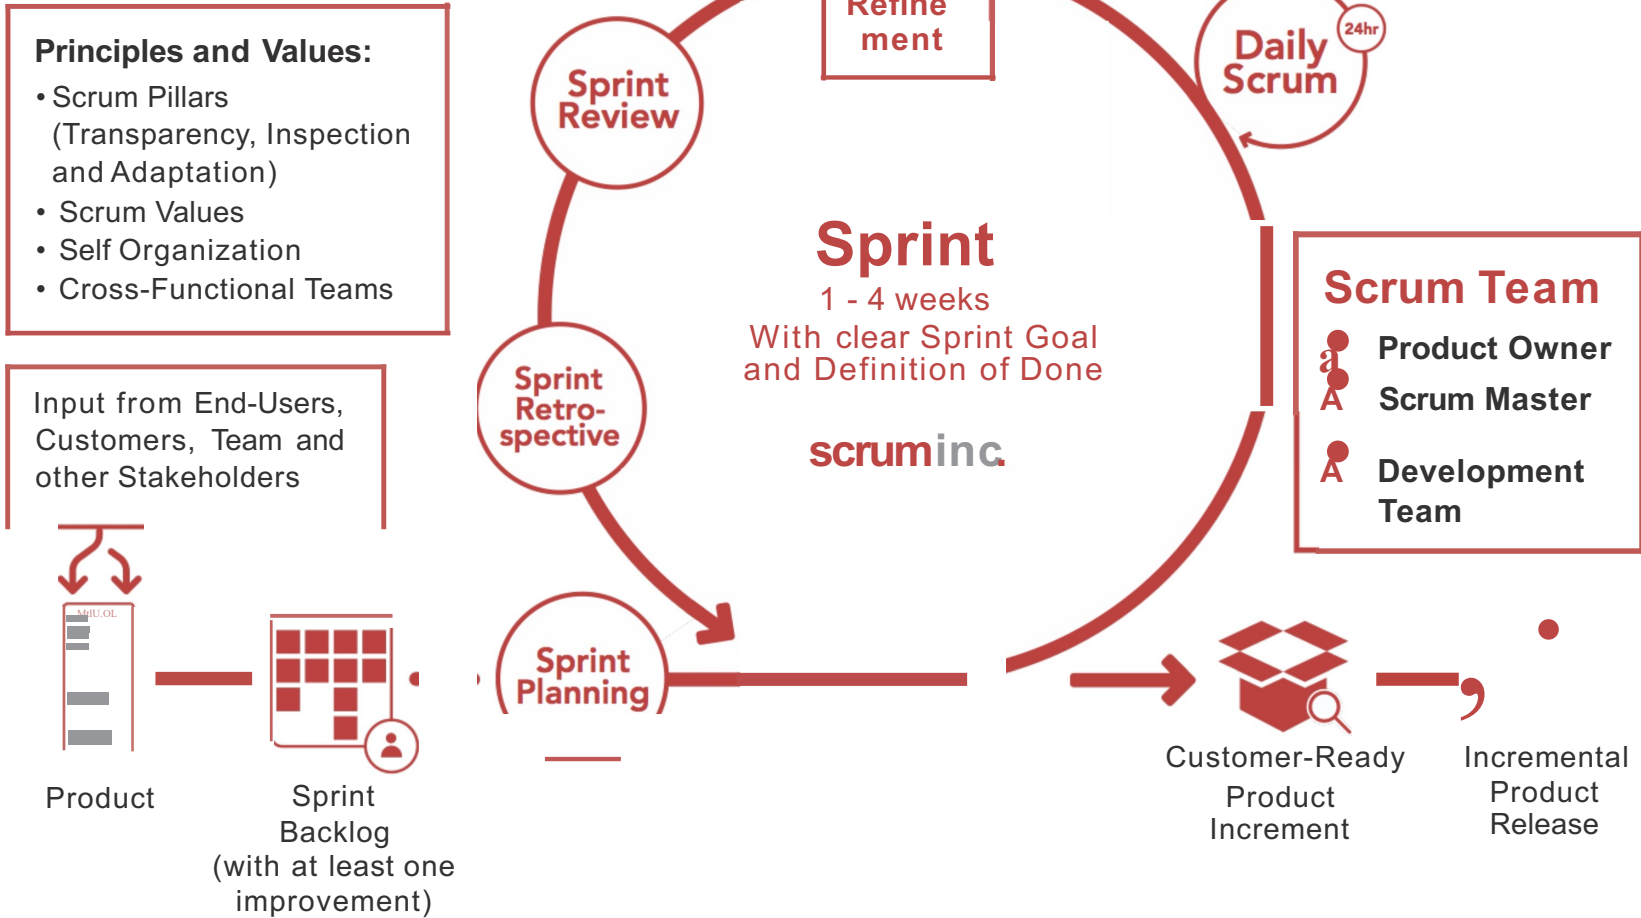 Principles and Values:
• Scrum Pillars
(Transparency, Inspection
and Adaptation)
• Scrum Values
• Self Organization
• Cross-Functional Teams
Input from End-Users,
Customers, Team and
other Stakeholders
Product
Sprint
Backlog
(with at least one
improvement)
Sprint
Review
Sprint
Retro-
spective
Sprint
Planning
Refine
ment
Daily
Scrum
24hr
Sprint
1 - 4 weeks
With clear Sprint Goal
and Definition of Done
scruminc.
Scrum Team
Product Owner
Scrum Master
Development
Team
Customer-Ready
Product
Increment
Incremental
Product
Release